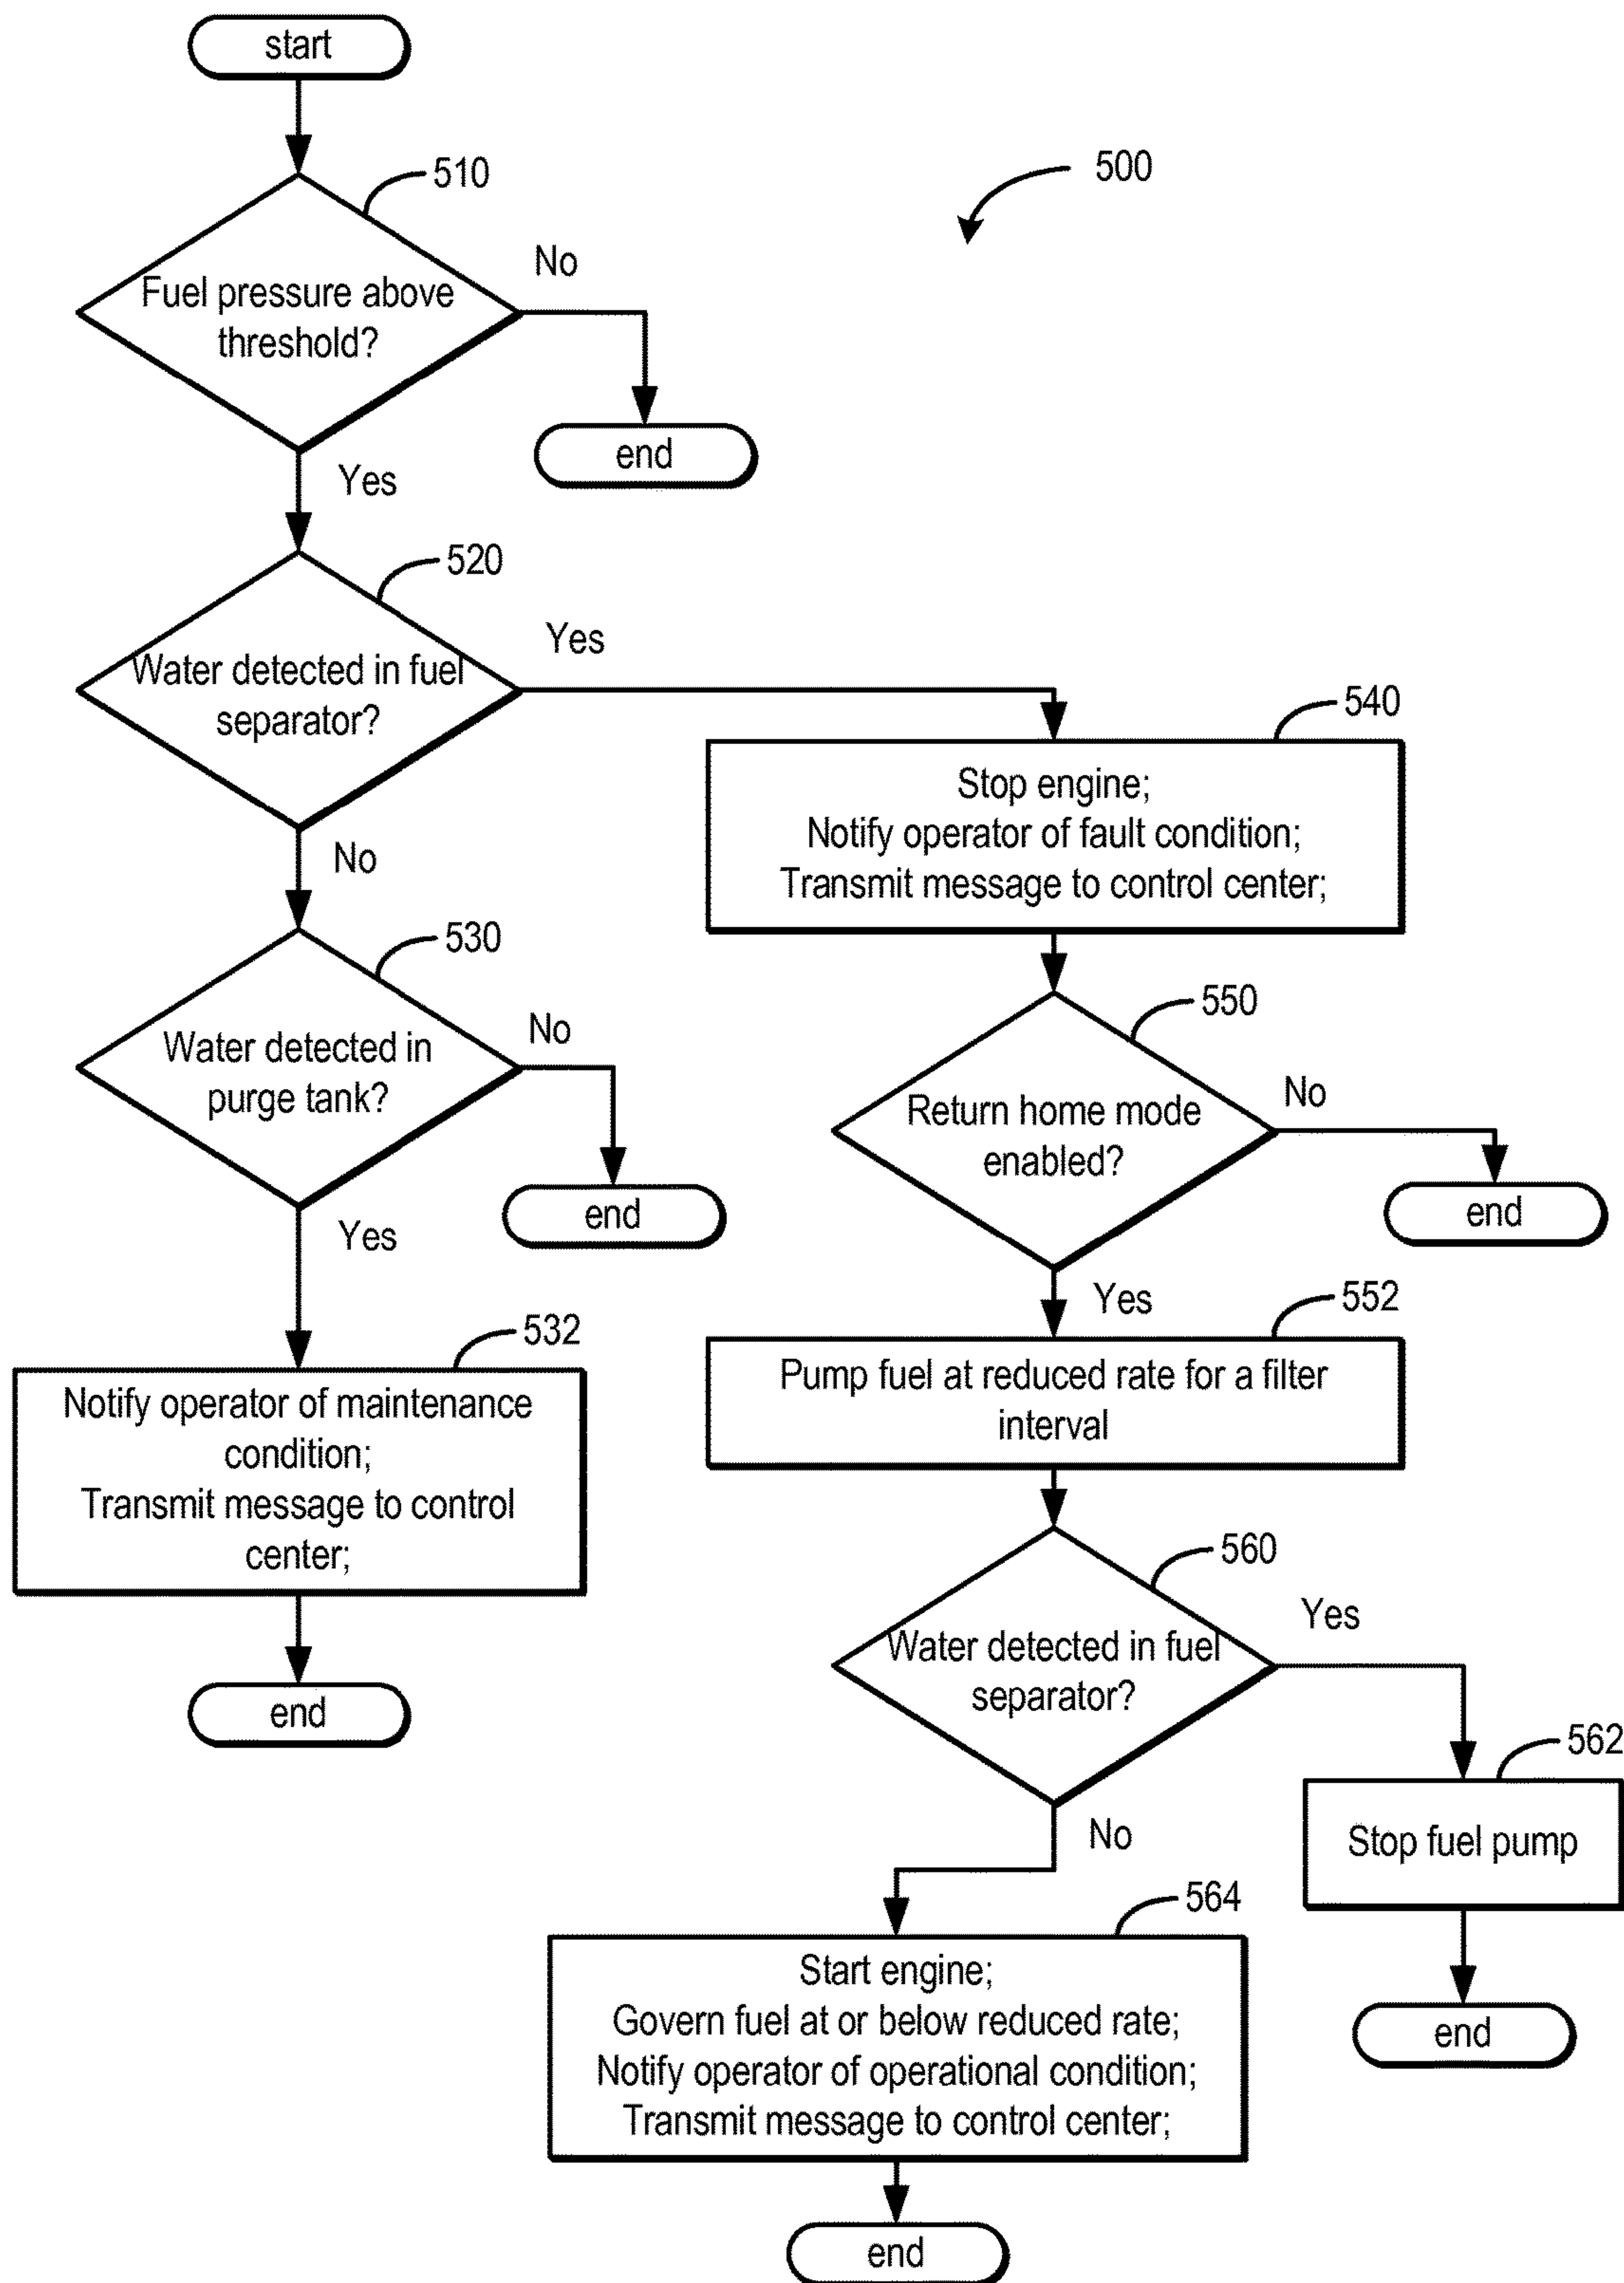 start
510
500
Fuel pressure above
threshold?
No
end
Yes
520
Water detected in fuel
separator?
Yes
No
540
Stop engine;
Notify operator of fault condition;
Transmit message to control center;
530
Water detected in
purge tank?
No
end
Yes
550
Return home mode
enabled?
No
end
Yes
532
Notify operator of maintenance
condition;
Transmit message to control
center;
end
552
Pump fuel at reduced rate for a filter
interval
560
Water detected in fuel
separator?
Yes
562
Stop fuel pump
end
No
564
Start engine;
Govern fuel at or below reduced rate;
Notify operator of operational condition;
Transmit message to control center;
end